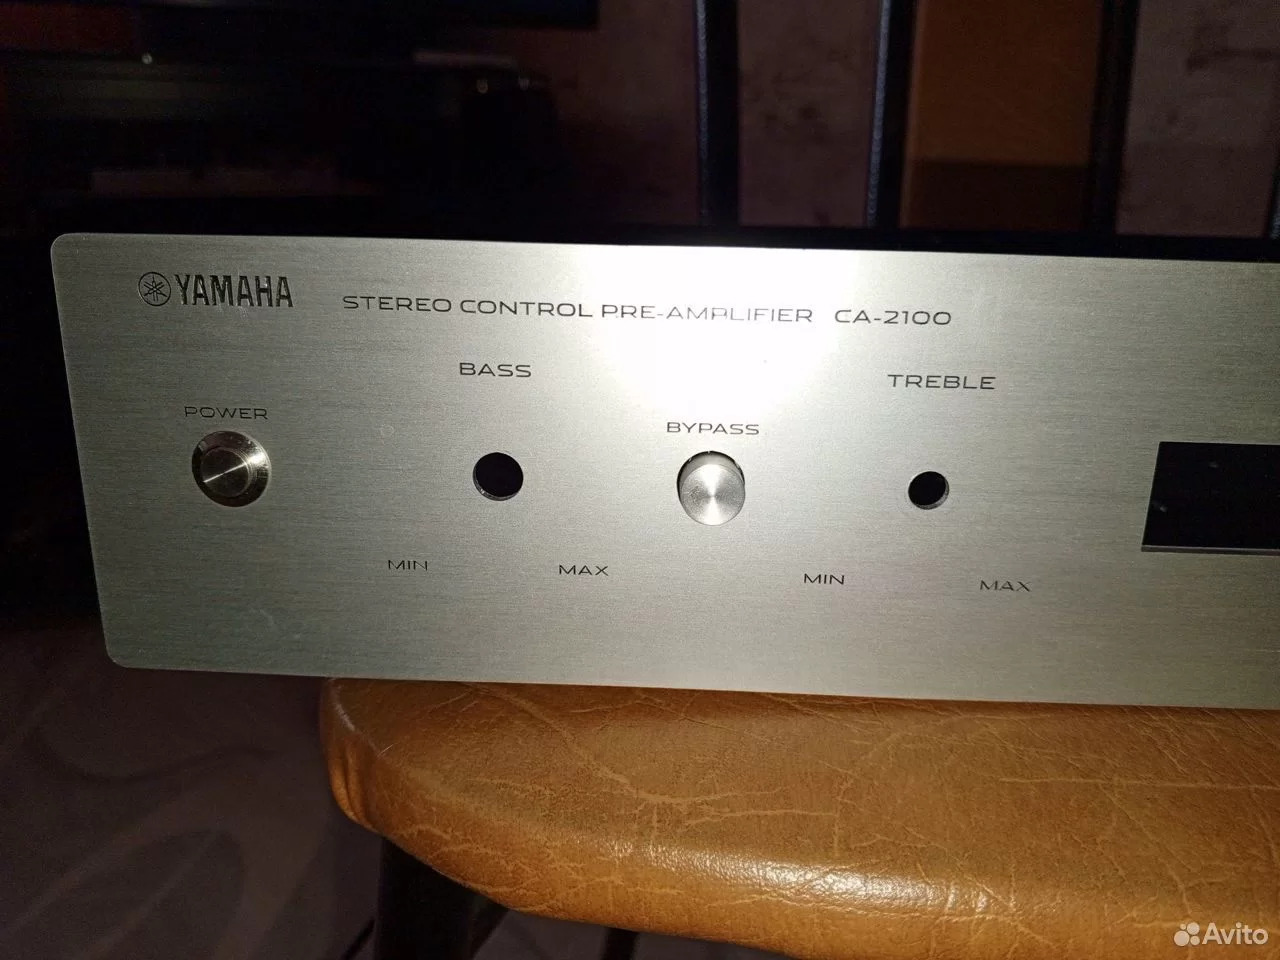 YAMAHA
STEREO CONTROL PRE-AMPLIFIER CA-2100
BASS
TREBLE
POWER
BYPASS
MIN
MAX
MIN
MAX
Avito